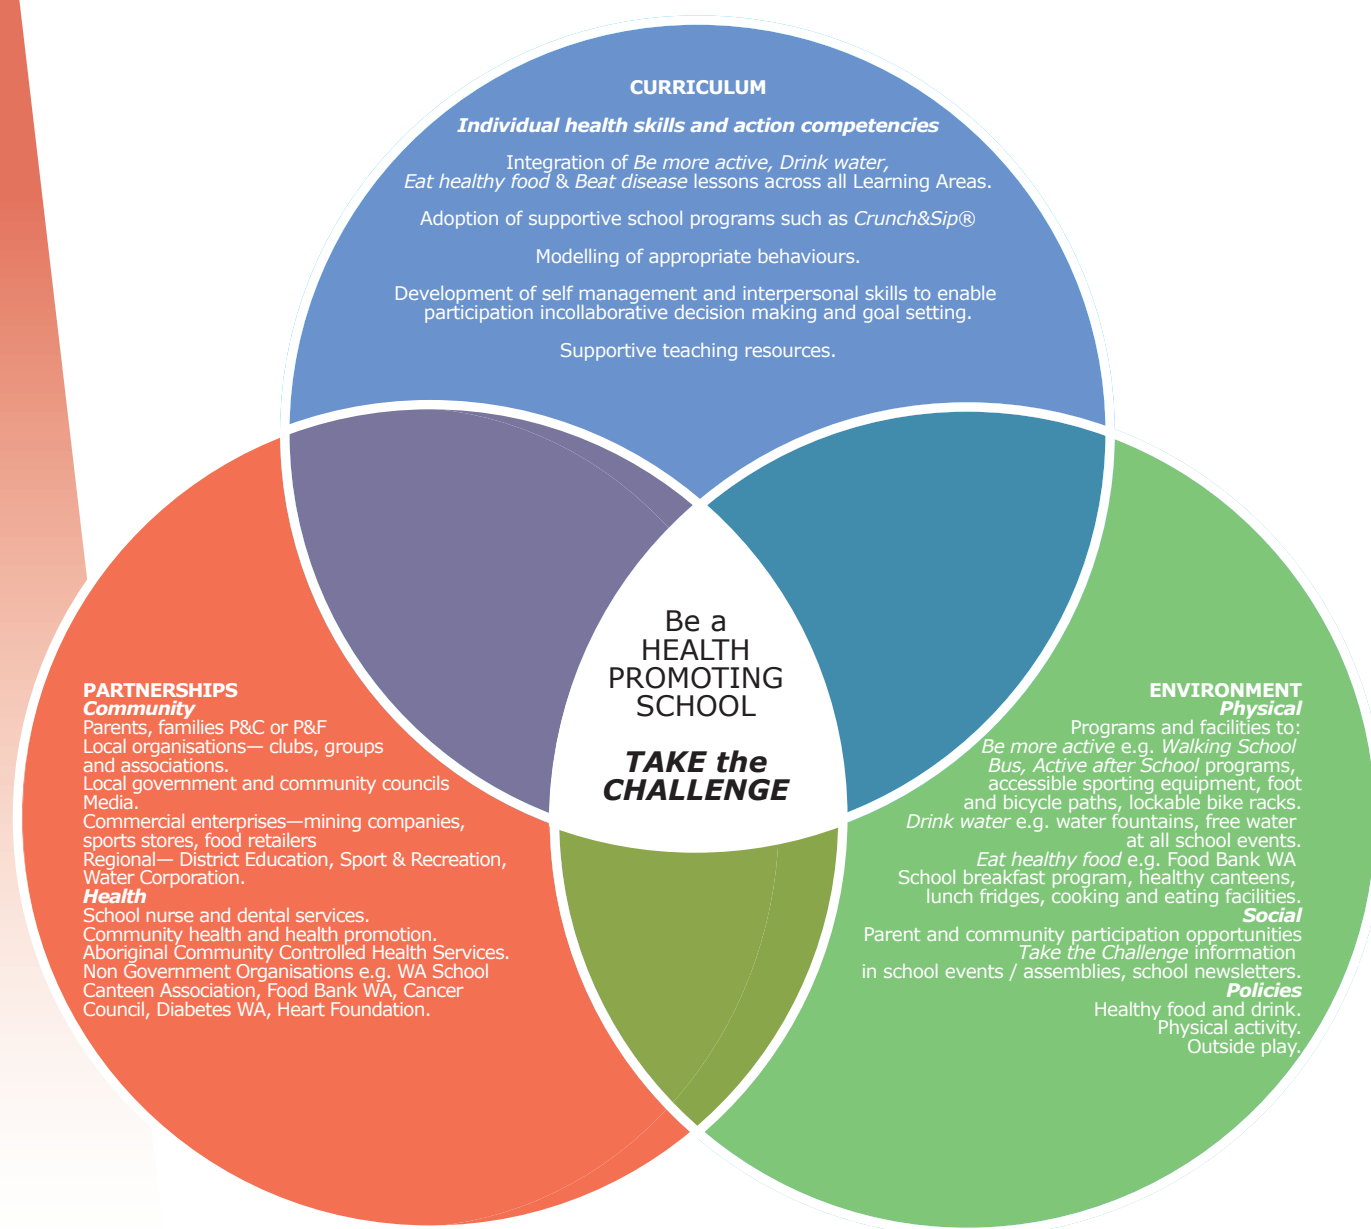 CURRICULUM
Individual health skills and action competencies
Integration of Be more active, Drink water,
Eat healthy food & Beat disease lessons across all Learning Areas.
Adoption of supportive school programs such as Crunch&Sip®
Modelling of appropriate behaviours.
Development of self management and interpersonal skills to enable
participation incollaborative decision making and goal setting.
Supportive teaching resources.
Be a
HEALTH
PROMOTING
SCHOOL
TAKE the
CHALLENGE
PARTNERSHIPS
Community
Parents, families P&C or P&F
Local organisations— clubs, groups
and associations.
Local government and community councils
Media.
Commercial enterprises—mining companies,
sports stores, food retailers
Regional— District Education, Sport & Recreation,
Water Corporation.
Health
School nurse and dental services.
Community health and health promotion.
Aboriginal Community Controlled Health Services.
Non Government Organisations e.g. WA School
Canteen Association, Food Bank WA, Cancer
Council, Diabetes WA, Heart Foundation.
ENVIRONMENT
Physical
Programs and facilities to:
Be more active e.g. Walking School
Bus, Active after School programs,
accessible sporting equipment, foot
and bicycle paths, lockable bike racks.
Drink water e.g. water fountains, free water
at all school events.
Eat healthy food e.g. Food Bank WA
School breakfast program, healthy canteens,
lunch fridges, cooking and eating facilities.
Social
Parent and community participation opportunities
Take the Challenge information
in school events / assemblies, school newsletters.
Policies
Healthy food and drink.
Physical activity.
Outside play.